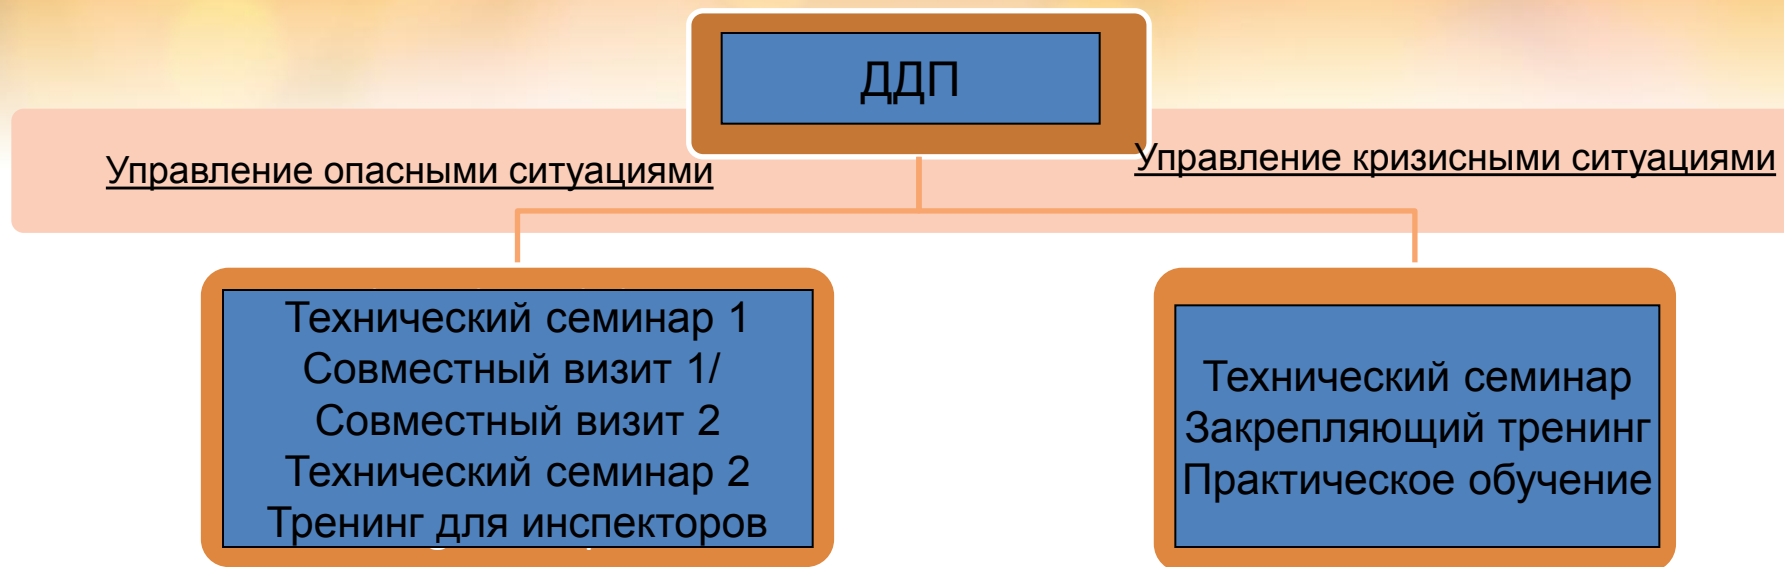 ДДП
Управление опасными ситуациями
Управление кризисными ситуациями
Технический семинар 1
Совместный визит 1/
Совместный визит 2
Технический семинар 2
Тренинг для инспекторов
Технический семинар
Закрепляющий тренинг
Практическое обучение